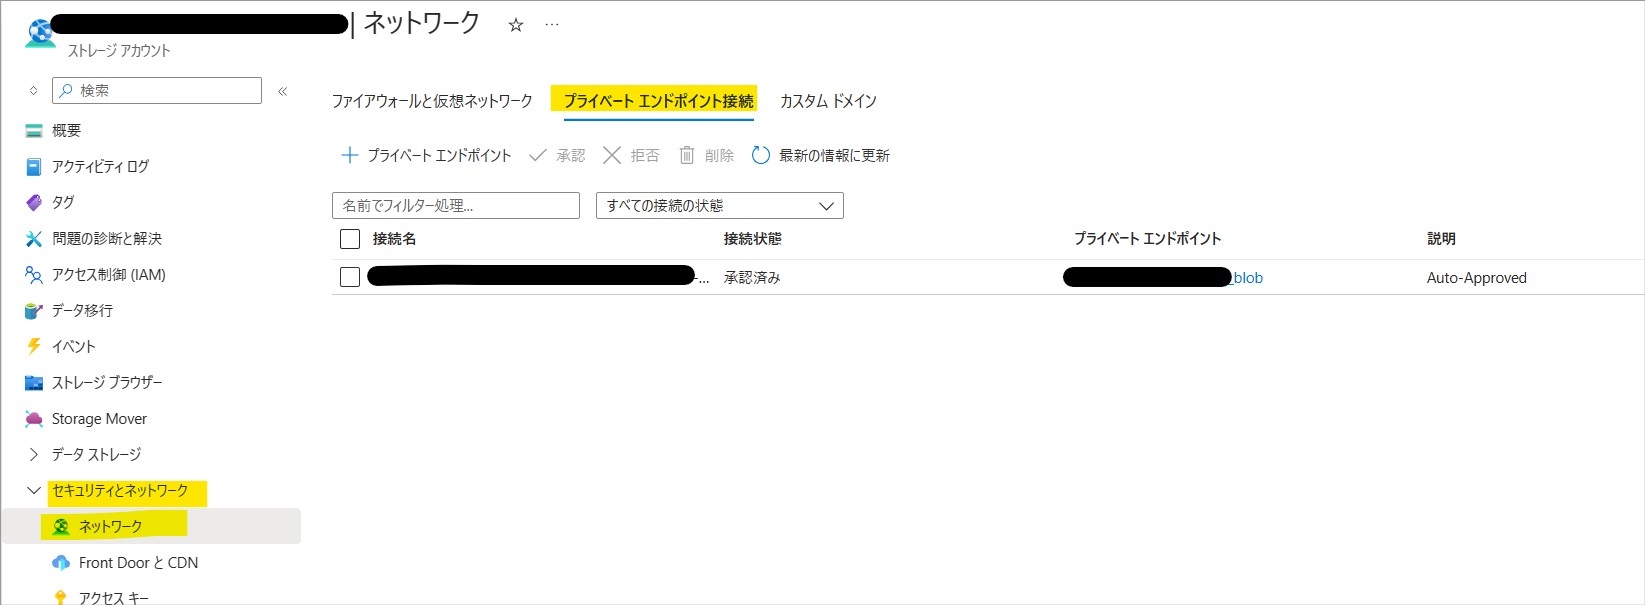 | ネットワーク ☆ …
ストレージ アカウント
検索 «
ファイアウォールと仮想ネットワーク プライベート エンドポイント接続 カスタム ドメイン
+ プライベート エンドポイント 承認 拒否 削除 最新の情報に更新
名前でフィルター処理... すべての接続の状態
接続名 接続状態 プライベート エンドポイント 説明
-... 承認済み _blob Auto-Approved
概要
アクティビティ ログ
タグ
問題の診断と解決
アクセス制御 (IAM)
データ移行
イベント
ストレージ ブラウザー
Storage Mover
データ ストレージ
セキュリティとネットワーク
ネットワーク
Front Door と CDN
アクセス キー